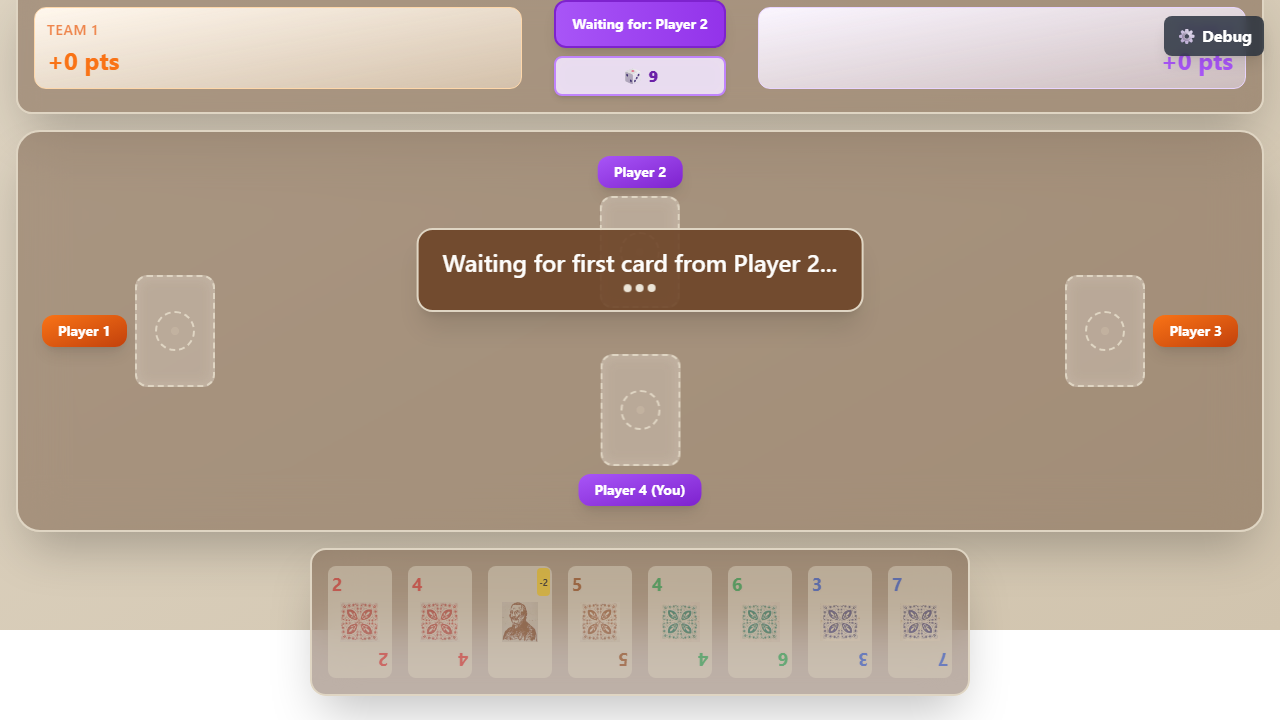 TEAM 1
+0 pts
Waiting for: Player 2
9
Debug
+0 pts
Player 2
Waiting for first card from Player 2...
Player 1
Player 3
Player 4 (You)
2
2
4
4
-2
5
5
4
4
6
6
3
3
7
7